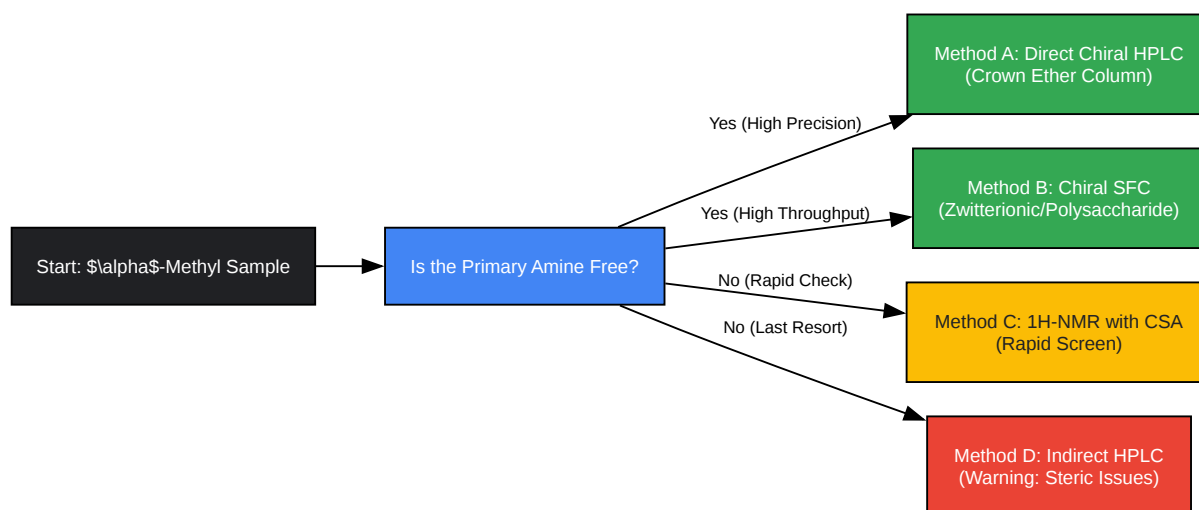 Start: $\alpha$-Methyl Sample
Is the Primary Amine Free?
Yes (High Precision)
Yes (High Throughput)
No (Rapid Check)
No (Last Resort)
Method A: Direct Chiral HPLC
(Crown Ether Column)
Method B: Chiral SFC
(Zwitterionic/Polysaccharide)
Method C: 1H-NMR with CSA
(Rapid Screen)
Method D: Indirect HPLC
(Warning: Steric Issues)